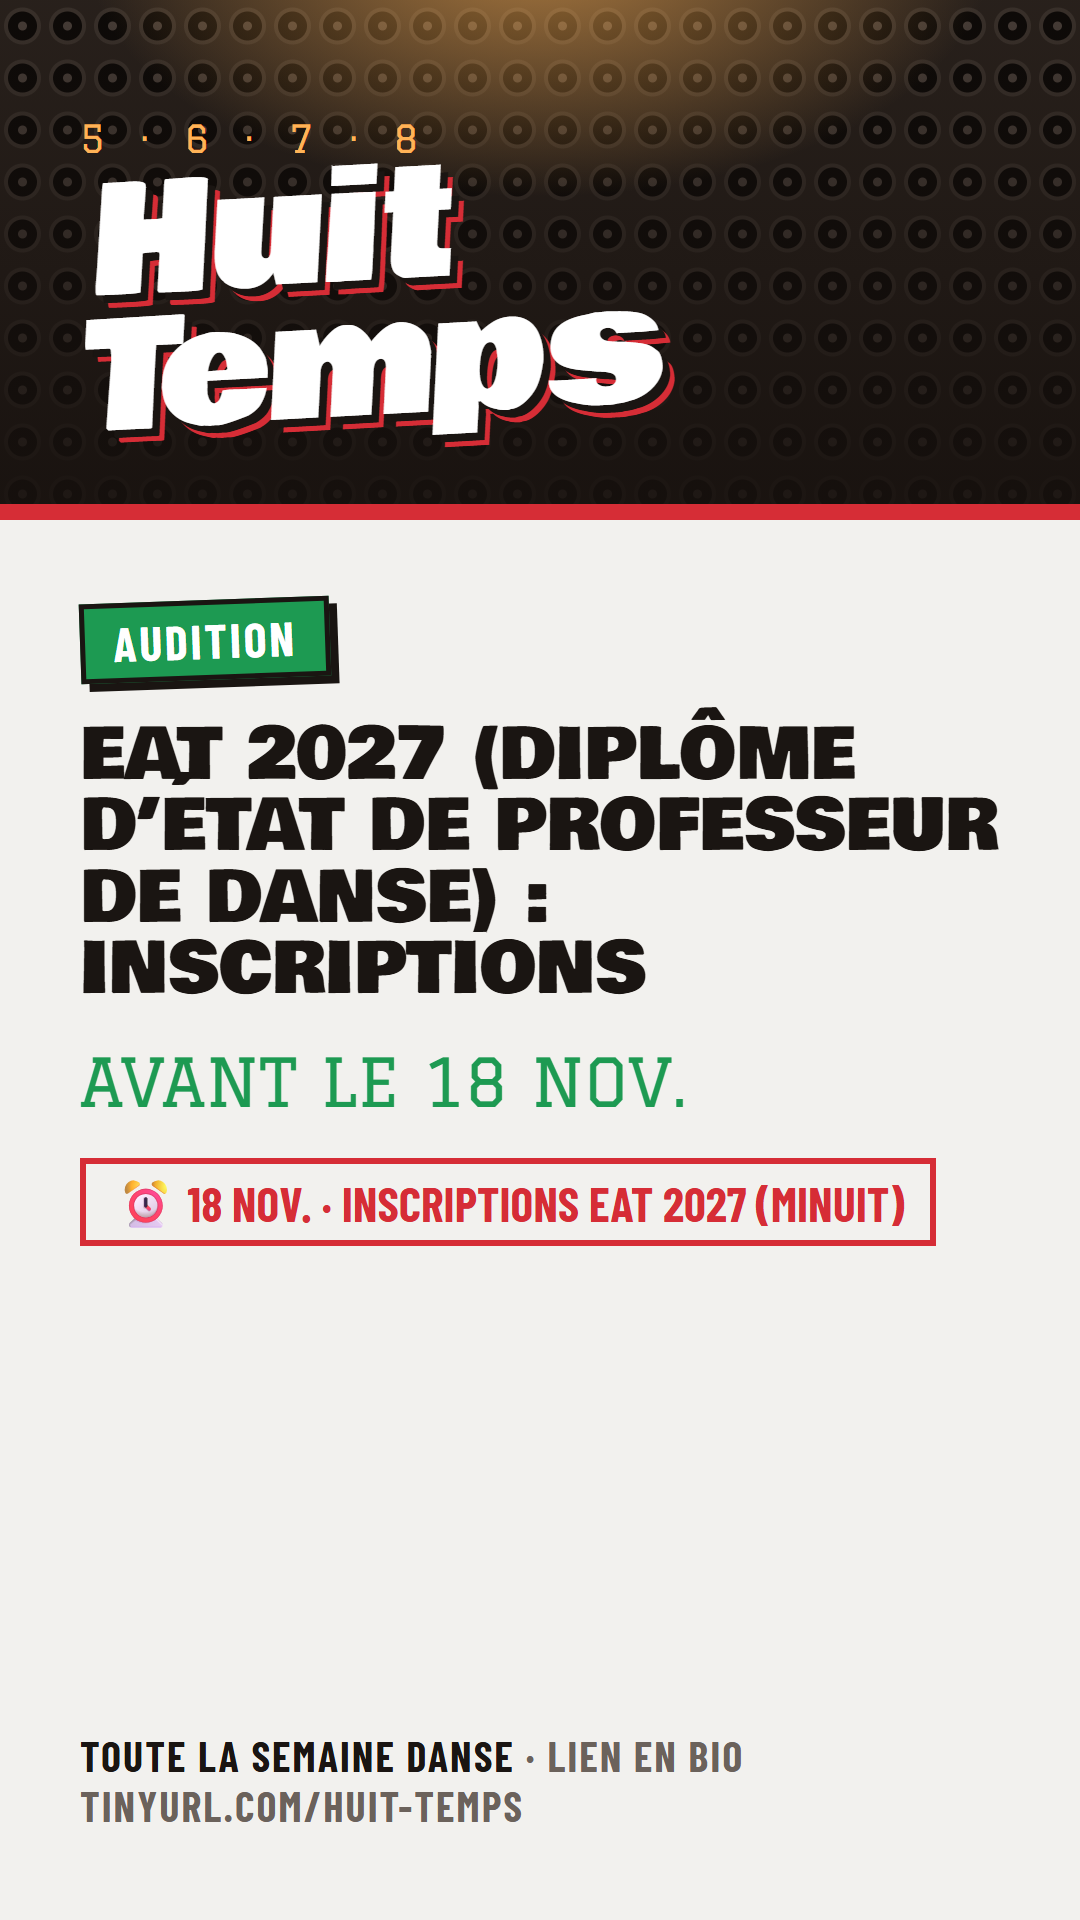 5 · 6 · 7 · 8
Huit
Temps
AUDITION
EAT 2027 (DIPLÔME
D’ÉTAT DE PROFESSEUR
DE DANSE) :
INSCRIPTIONS
AVANT LE 18 NOV.
⏰ 18 NOV. · INSCRIPTIONS EAT 2027 (MINUIT)
TOUTE LA SEMAINE DANSE · LIEN EN BIO
TINYURL.COM/HUIT-TEMPS